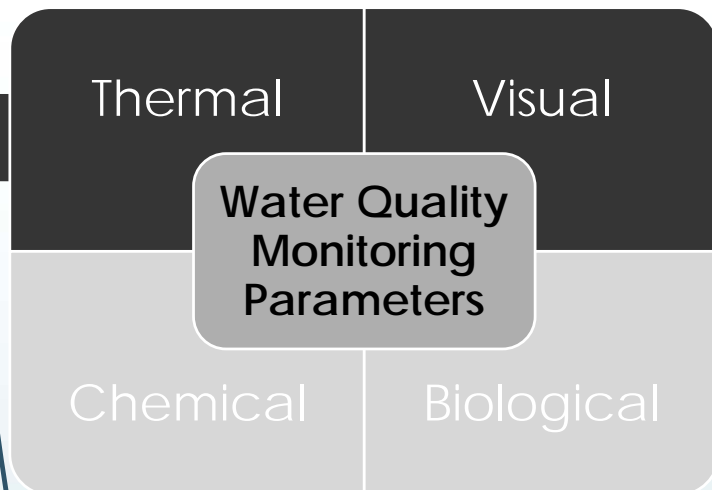 Thermal
Visual
Water Quality
Monitoring
Parameters
Chemical
Biological